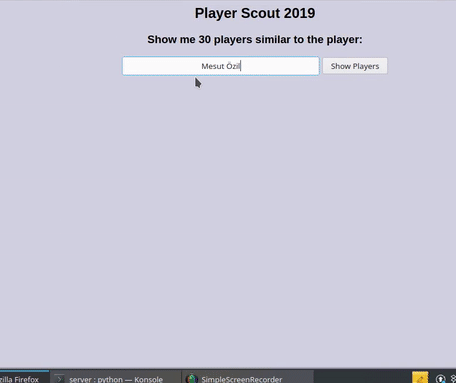 Player Scout 2019
Show me 30 players similar to the player:
Mesut Özil Show Players
zilla Firefox server : python — Konsole SimpleScreenRecorder